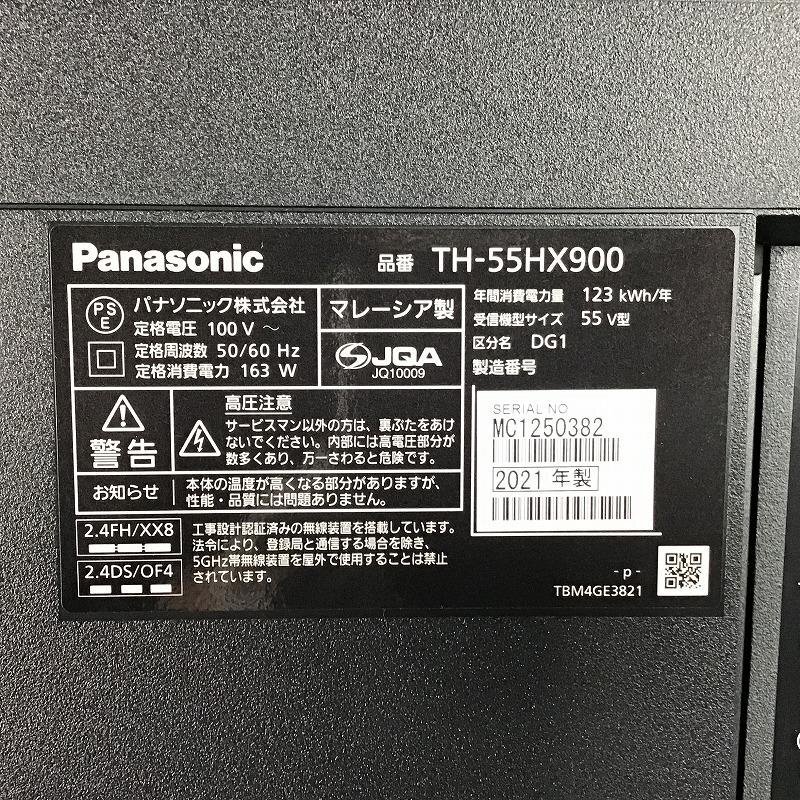 Panasonic
品番 TH-55HX900
PS
E
パナソニック株式会社
定格電圧 100 V ～
定格周波数 50/60 Hz
定格消費電力 163 W
マレーシア製
JQA
JQ10009
年間消費電力量 123 kWh/年
受信機型サイズ 55 V型
区分名 DG1
製造番号
SERIAL NO
MC1250382
2021 年製
警告
高圧注意
サービスマン以外の方は、裏ぶたをあけ
ないでください。内部には高電圧部分が
数多くあり、万一さわると危険です。
お知らせ
本体の温度が高くなる部分がありますが、
性能・品質には問題ありません。
2.4FH/XX8
2.4DS/OF4
工事設計認証済みの無線装置を搭載しています。
法令により、登録局と通信する場合を除き、
5GHz帯無線装置を屋外で使用することは禁止
されています。
- p -
TBM4GE3821